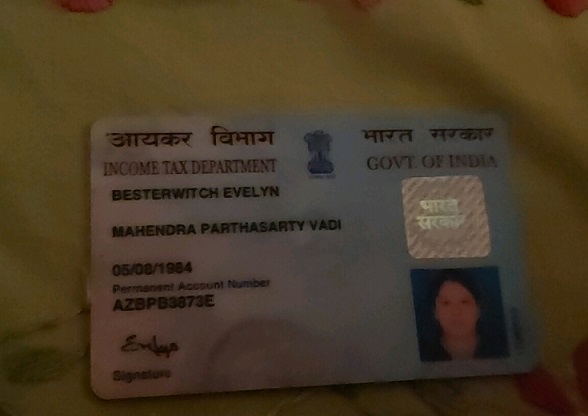 आयकर विभाग
भारत सरकार
INCOME TAX DEPARTMENT
GOVT. OF INDIA
BESTERWITCH EVELYN
MAHENDRA PARTHASARTY VADI
भारत
सरकार
05/08/1984
Permanent Account Number
AZBPB3873E
Signature